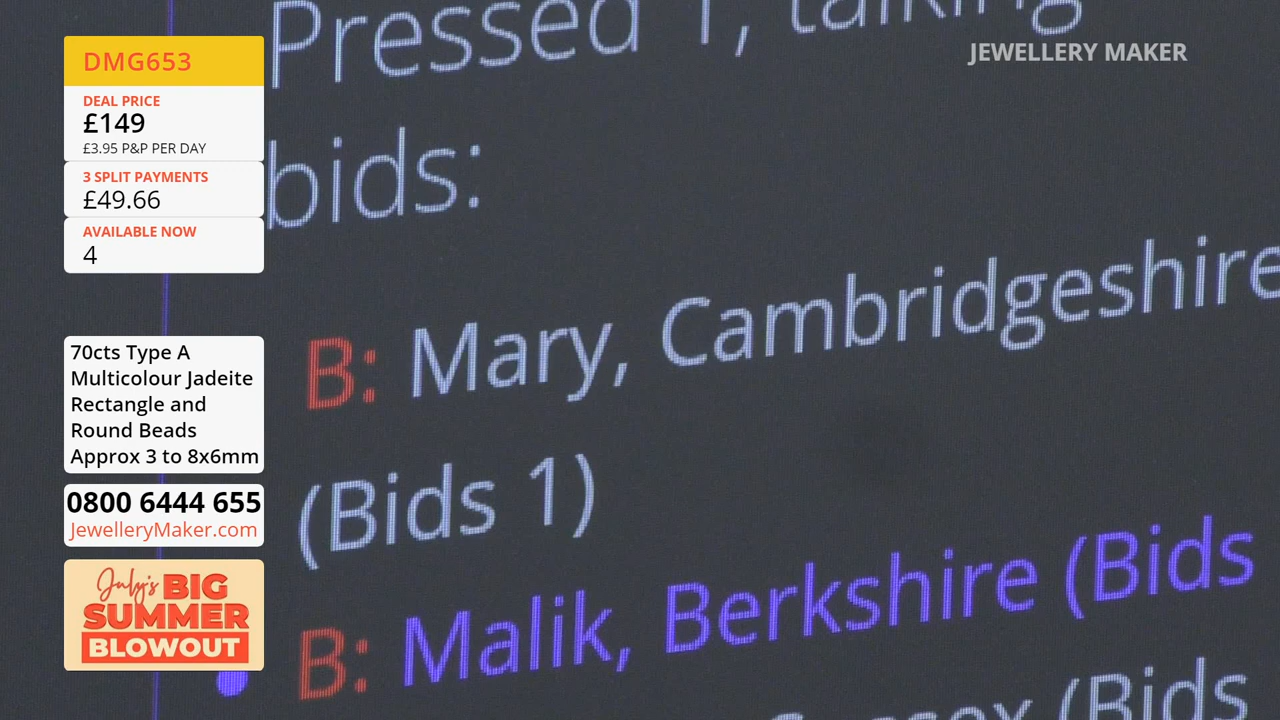 DMG653
DEAL PRICE
£149
£3.95 P&P PER DAY
3 SPLIT PAYMENTS
£49.66
AVAILABLE NOW
4
70cts Type A
Multicolour Jadeite
Rectangle and
Round Beads
Approx 3 to 8x6mm
0800 6444 655
JewelleryMaker.com
July's BIG
SUMMER
BLOWOUT
JEWELLERY MAKER
Pressed 1, talking
bids:
B: Mary, Cambridgeshire
(Bids 1)
B: Malik, Berkshire (Bids
(Bids